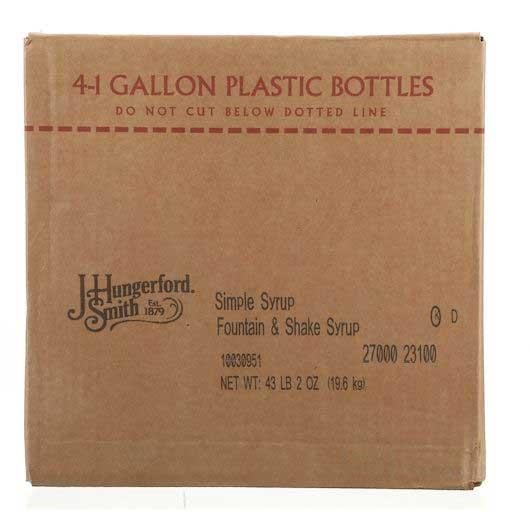 4-1 GALLON PLASTIC BOTTLES
DO NOT CUT BELOW DOTTED LINE
J. Hungerford
Smith Est. 1879
Simple Syrup
Fountain & Shake Syrup
K D
10030951
27000 23100
NET WT: 43 LB 2 OZ (19.6 kg)